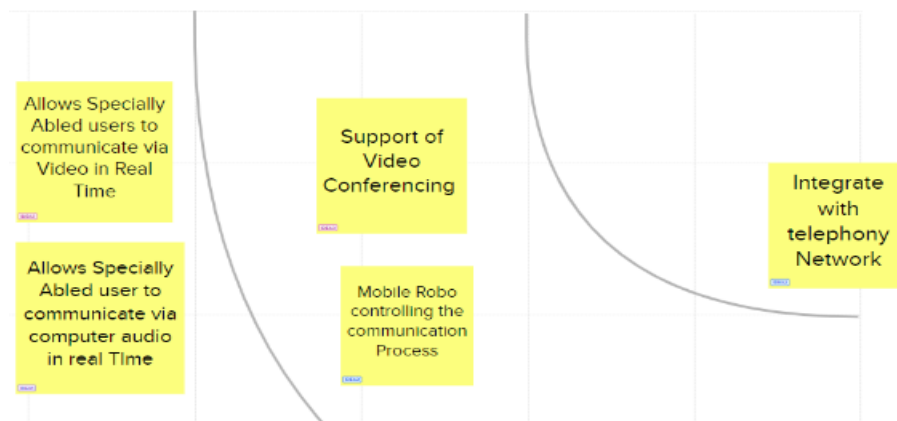 Allows Specially
Abled users to
communicate via
Video in Real
Time
Allows Specially
Abled user to
communicate via
computer audio
in real TIme
Support of
Video
Conferencing
Mobile Robo
controlling the
communication
Process
Integrate
with
telephony
Network